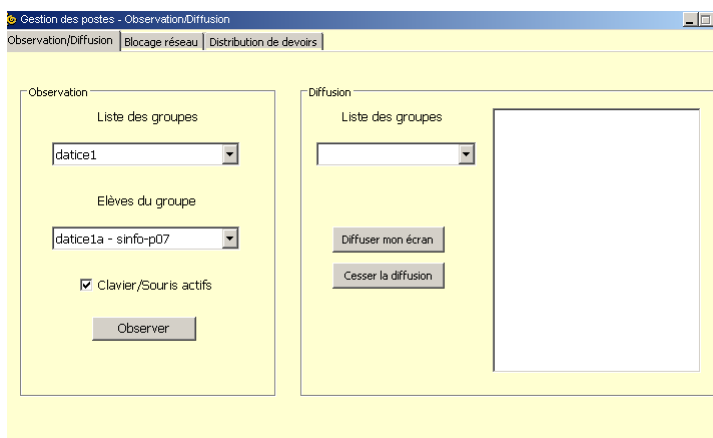 Gestion des postes - Observation/Diffusion
Observation/Diffusion
Blocage réseau
Distribution de devoirs
Observation
Liste des groupes
datice1
Elèves du groupe
datice1a - sinfo-p07
Clavier/Souris actifs
Observer
Diffusion
Liste des groupes
Diffuser mon écran
Cesser la diffusion